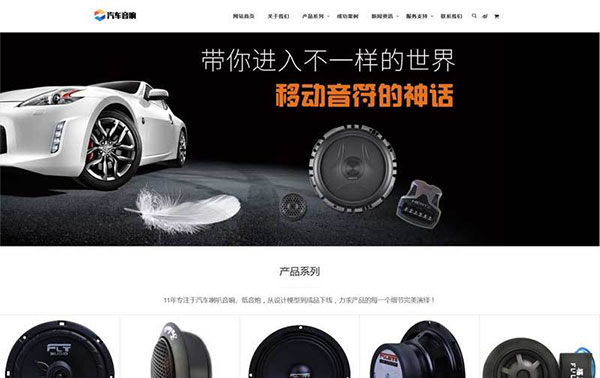 汽车音响
网站首页 关于我们 产品系列 成功案例 新闻资讯 服务支持 联系我们
带你进入不一样的世界
移动音符的神话
产品系列
11年专注于汽车喇叭音响、低音炮，从设计模型到成品下线，力求产品的每一个细节完美演绎！
FLT
AUDIO
FLT